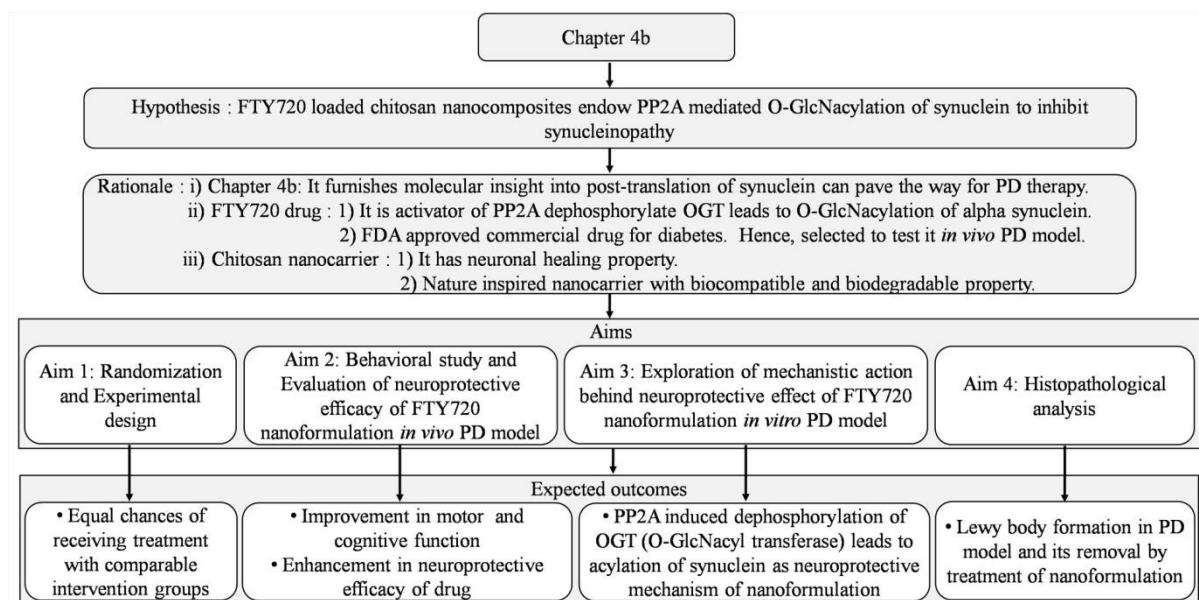 Chapter 4b
Hypothesis : FTY720 loaded chitosan nanocomposites endow PP2A mediated O-GlcNacylation of synuclein to inhibit
synucleinopathy
Rationale : i) Chapter 4b: It furnishes molecular insight into post-translation of synuclein can pave the way for PD therapy.
ii) FTY720 drug : 1) It is activator of PP2A dephosphorylate OGT leads to O-GlcNacylation of alpha synuclein.
2) FDA approved commercial drug for diabetes. Hence, selected to test it in vivo PD model.
iii) Chitosan nanocarrier : 1) It has neuronal healing property.
2) Nature inspired nanocarrier with biocompatible and biodegradable property.
Aims
Aim 1: Randomization
and Experimental
design
Aim 2: Behavioral study and
Evaluation of neuroprotective
efficacy of FTY720
nanoformulation in vivo PD model
Aim 3: Exploration of mechanistic action
behind neuroprotective effect of FTY720
nanoformulation in vitro PD model
Aim 4: Histopathological
analysis
Expected outcomes
• Equal chances of
receiving treatment
with comparable
intervention groups
• Improvement in motor and
cognitive function
• Enhancement in neuroprotective
efficacy of drug
• PP2A induced dephosphorylation of
OGT (O-GlcNacyl transferase) leads to
acylation of synuclein as neuroprotective
mechanism of nanoformulation
• Lewy body formation in PD
model and its removal by
treatment of nanoformulation